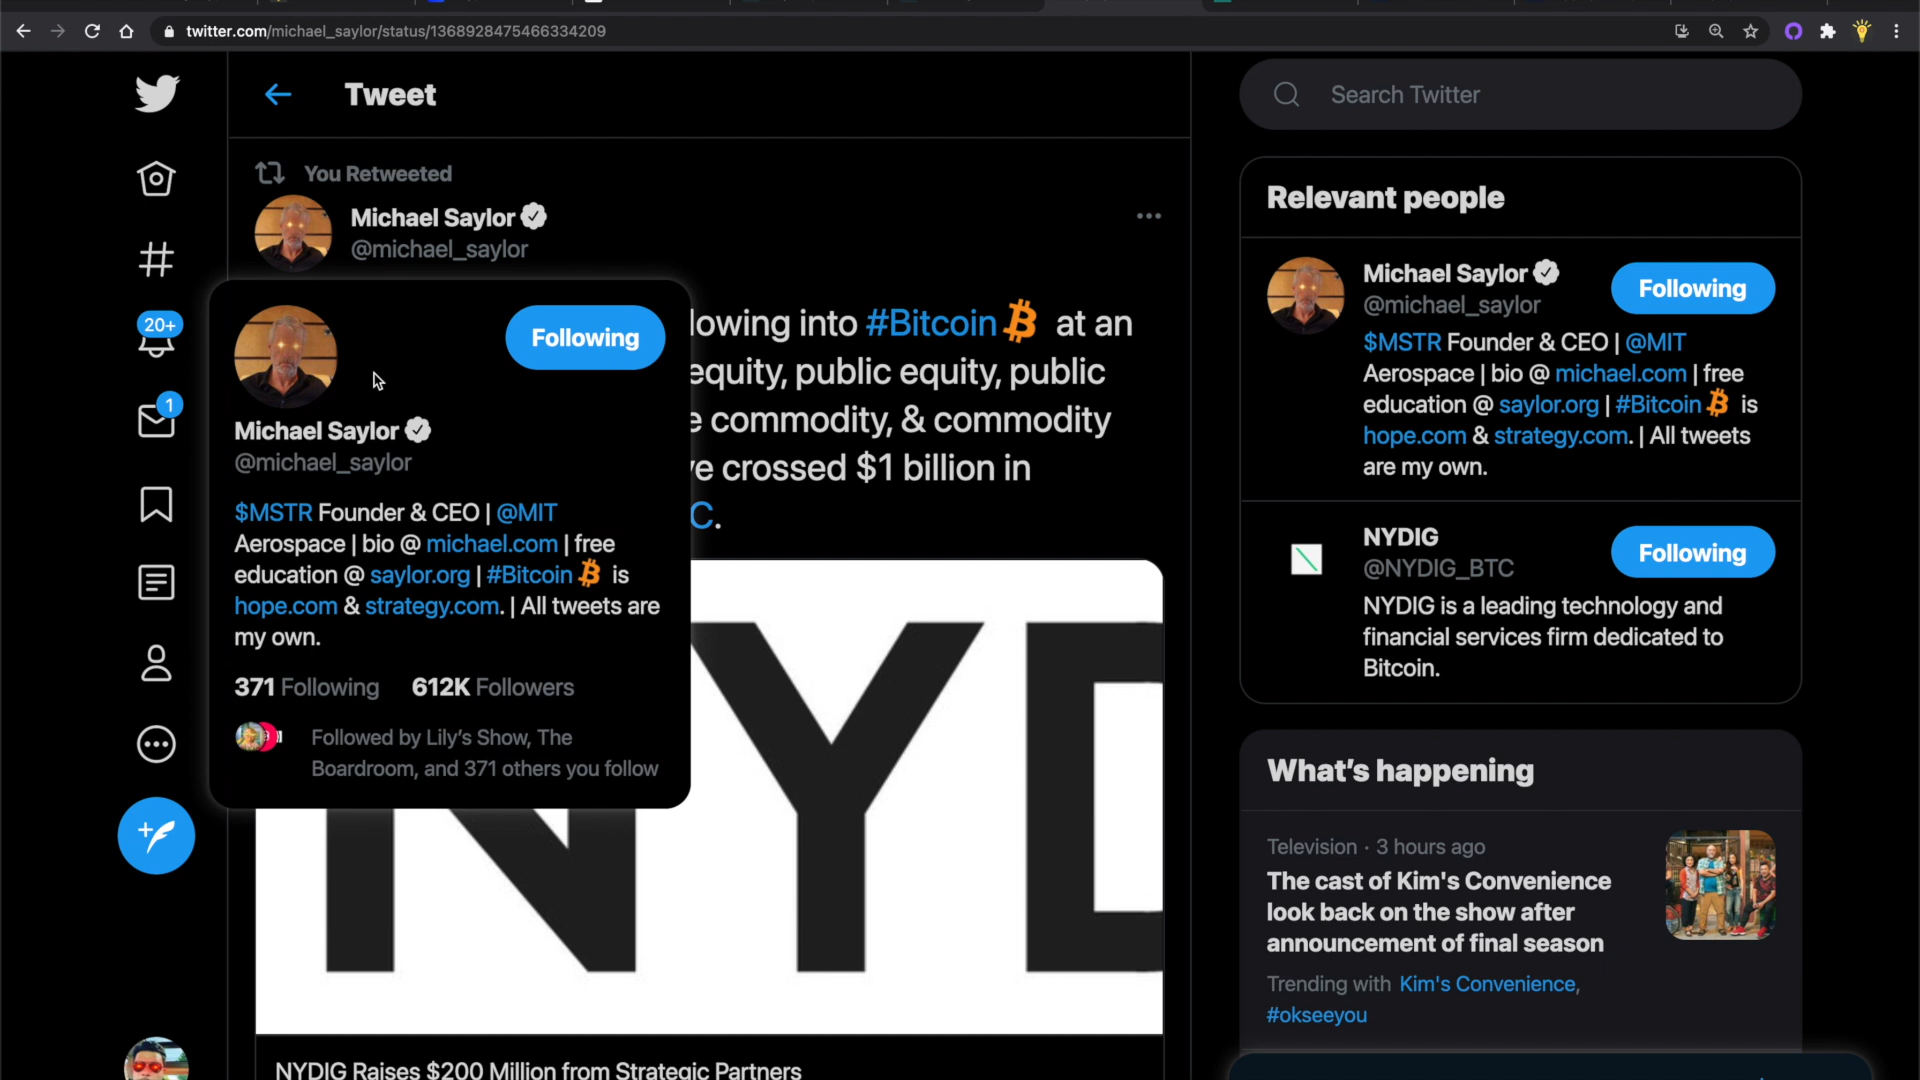 twitter.com/michael_saylor/status/1368928475466334209
Tweet
Search Twitter
You Retweeted
Michael Saylor
@michael_saylor
lowing into #Bitcoin at an
equity, public equity, public
e commodity, & commodity
ve crossed $1 billion in
C.
Following
Michael Saylor
@michael_saylor
$MSTR Founder & CEO | @MIT
Aerospace | bio @ michael.com | free
education @ saylor.org | #Bitcoin is
hope.com & strategy.com. | All tweets are
my own.
371 Following 612K Followers
Followed by Lily's Show, The
Boardroom, and 371 others you follow
20+
1
NYD
NYDIG Raises $200 Million from Strategic Partners
Relevant people
Michael Saylor
@michael_saylor
Following
$MSTR Founder & CEO | @MIT
Aerospace | bio @ michael.com | free
education @ saylor.org | #Bitcoin is
hope.com & strategy.com. | All tweets
are my own.
NYDIG
@NYDIG_BTC
Following
NYDIG is a leading technology and
financial services firm dedicated to
Bitcoin.
What's happening
Television · 3 hours ago
The cast of Kim's Convenience
look back on the show after
announcement of final season
Trending with Kim's Convenience,
#okseeyou